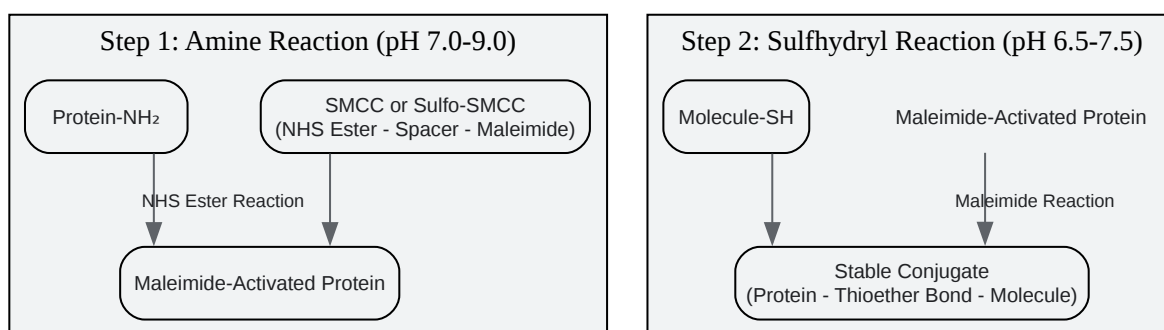 Step 1: Amine Reaction (pH 7.0-9.0)
Protein-NH₂
SMCC or Sulfo-SMCC
(NHS Ester - Spacer - Maleimide)
NHS Ester Reaction
Maleimide-Activated Protein
Step 2: Sulfhydryl Reaction (pH 6.5-7.5)
Molecule-SH
Maleimide-Activated Protein
Maleimide Reaction
Stable Conjugate
(Protein - Thioether Bond - Molecule)